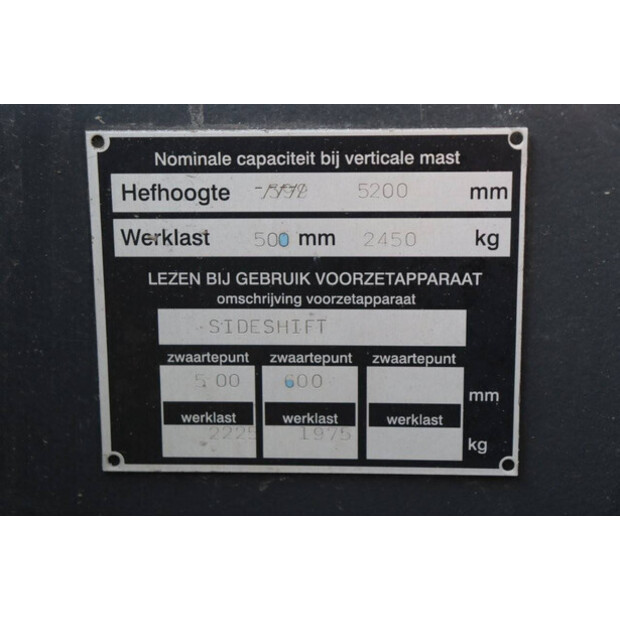 Nominale capaciteit bij verticale mast
Hefhoogte 5200 mm
Werklast 500 mm 2450 kg
LEZEN BIJ GEBRUIK VOORZETAPPARAAT
omschrijving voorzetapparaat
SIDESHIFT
zwaartepunt zwaartepunt zwaartepunt
500 600 mm
werklast werklast werklast
2225 1975 kg